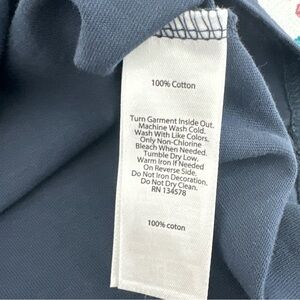 100% Cotton
Turn Garment Inside Out.
Machine Wash Cold.
Wash With Like Colors.
Only Non-Chlorine
Bleach When Needed.
Tumble Dry Low.
Warm Iron If Needed
On Reverse Side.
Do Not Iron Decoration.
Do Not Dry Clean.
RN 134578
100% coton